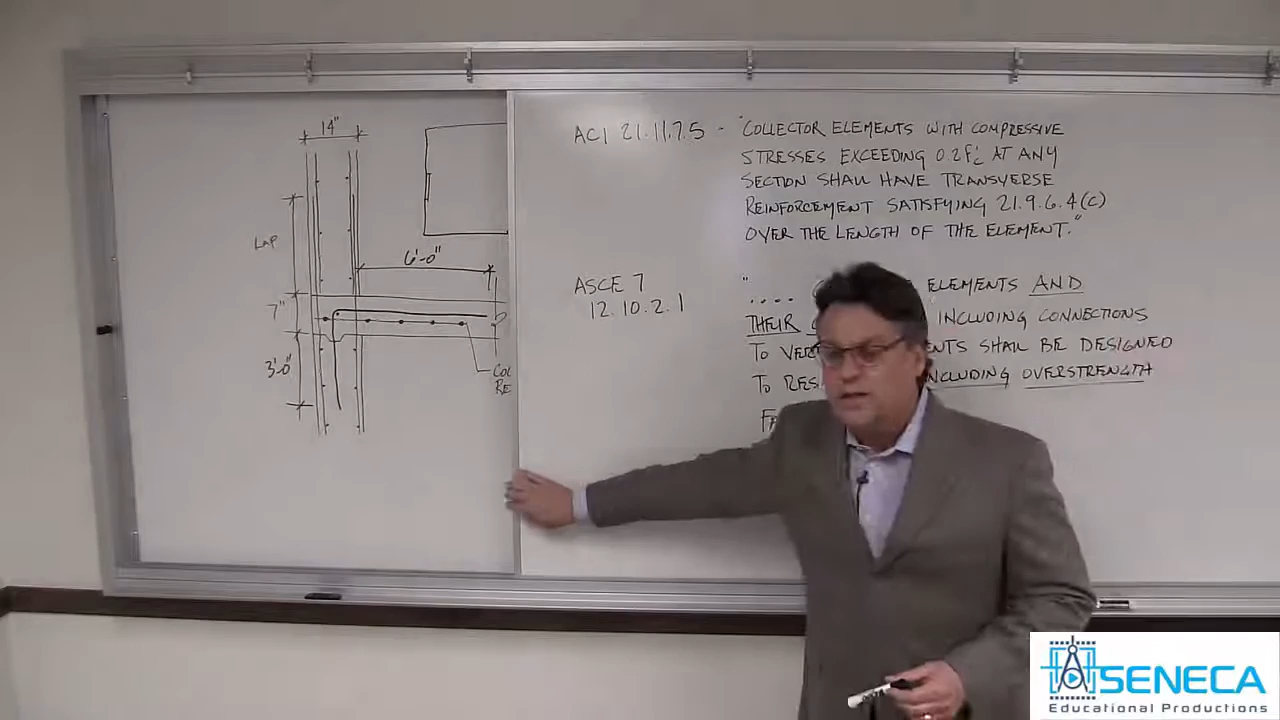 14"
LAP
6'-0"
7"
3'-0"
ACI 21.11.7.5 - "COLLECTOR ELEMENTS WITH COMPRESSIVE
STRESSES EXCEEDING 0.2f'c AT ANY
SECTION SHALL HAVE TRANSVERSE
REINFORCEMENT SATISFYING 21.9.6.4(C)
OVER THE LENGTH OF THE ELEMENT."
ASCE 7
12.10.2.1
" .... ELEMENTS AND
THEIR INCLUDING CONNECTIONS
TO SHALL BE DESIGNED
TO INCLUDING OVERSTRENGTH
SENECA
Educational Productions